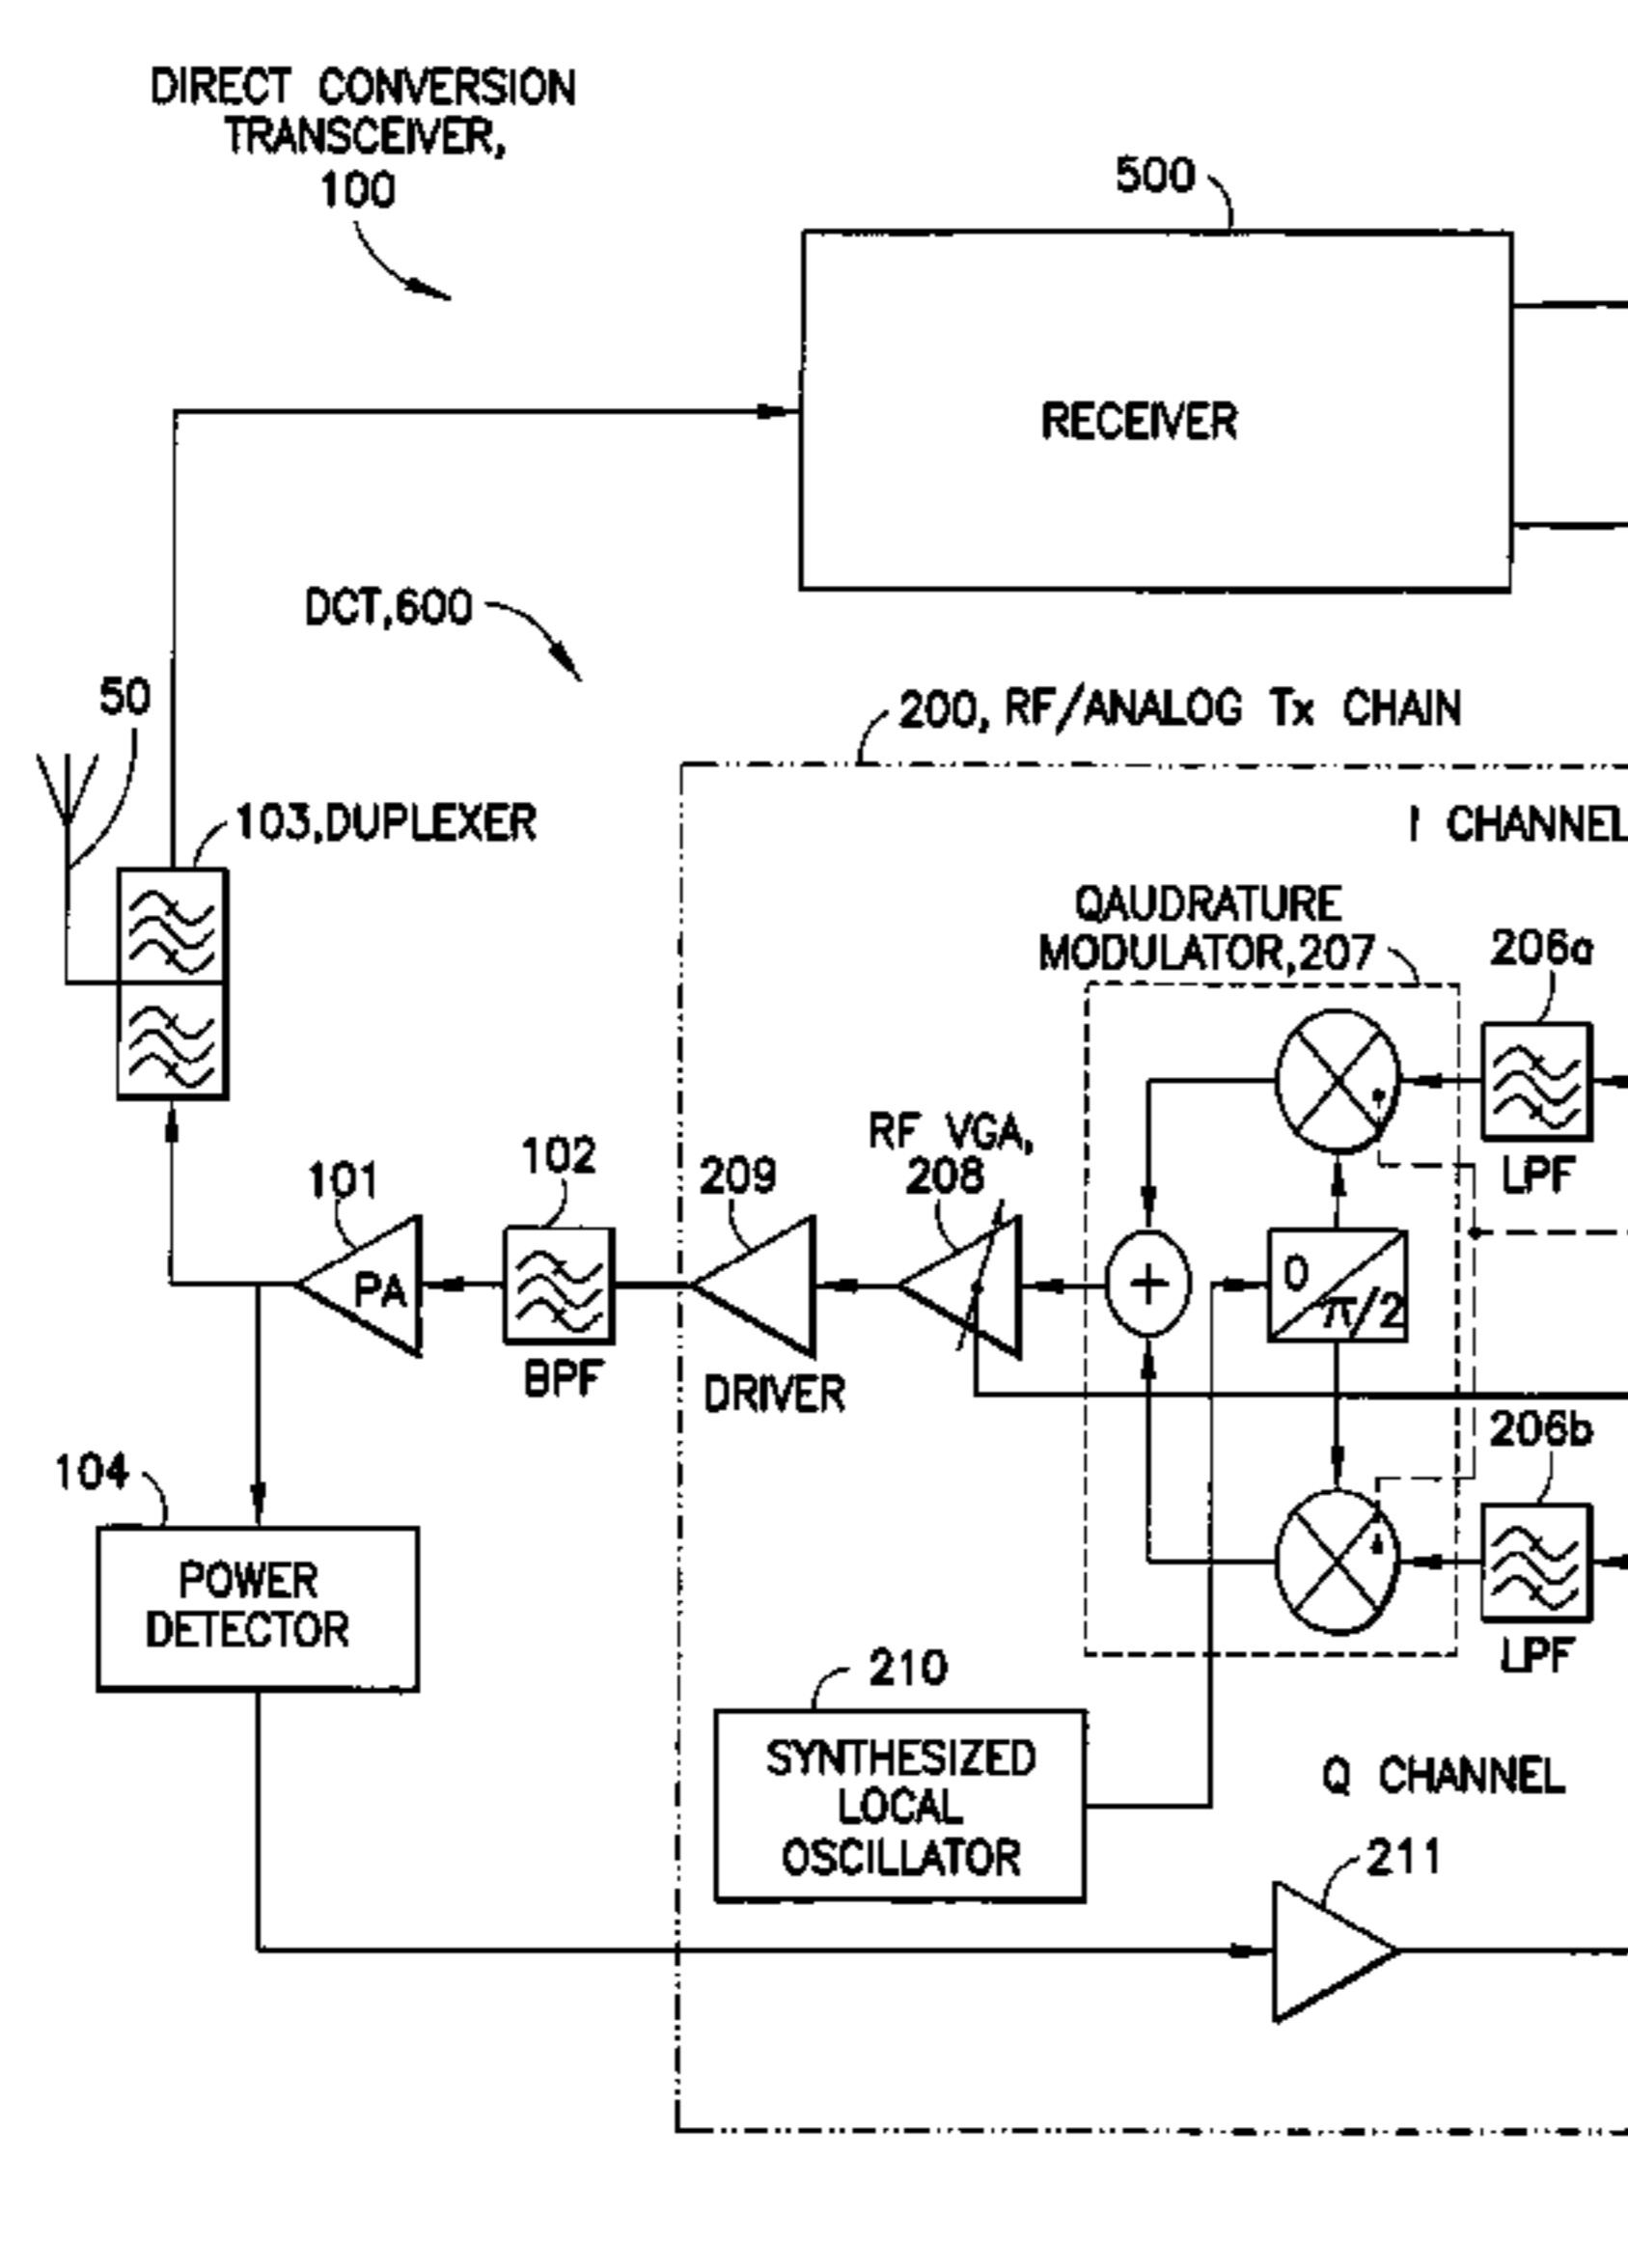 DIRECT CONVERSION
TRANSCEIVER,
100
500
RECEIVER
DCT,600
50
200, RF/ANALOG Tx CHAIN
103,DUPLEXER
I CHANNEL
QAUDRATURE
MODULATOR,207
206a
LPF
RF VGA,
208
209
102
101
PA
BPF
DRIVER
+
0
π/2
206b
LPF
104
POWER
DETECTOR
210
SYNTHESIZED
LOCAL
OSCILLATOR
Q CHANNEL
211